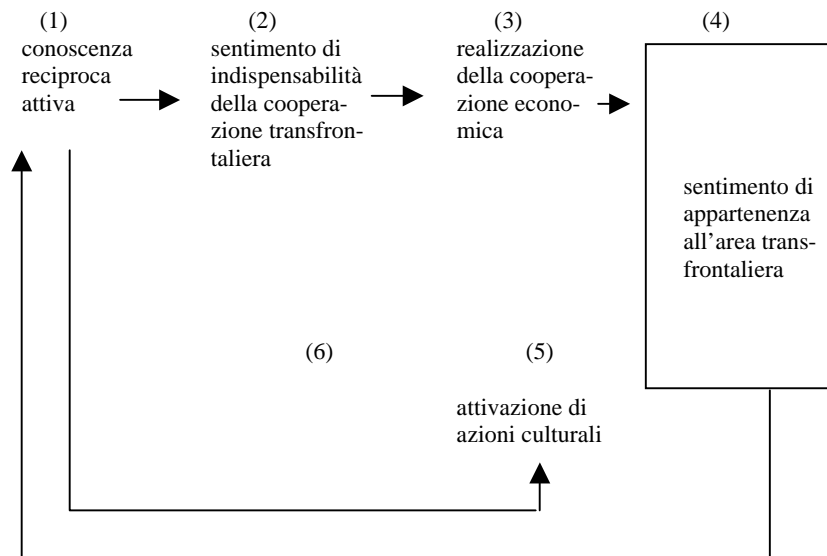 (1)
conoscenza
reciproca
attiva
(2)
sentimento di
indispensabilità
della coopera-
zione transfron-
taliera
(3)
realizzazione
della coopera-
zione econo-
mica
(4)
sentimento di
appartenenza
all’area trans-
frontaliera
(6)
(5)
attivazione di
azioni culturali